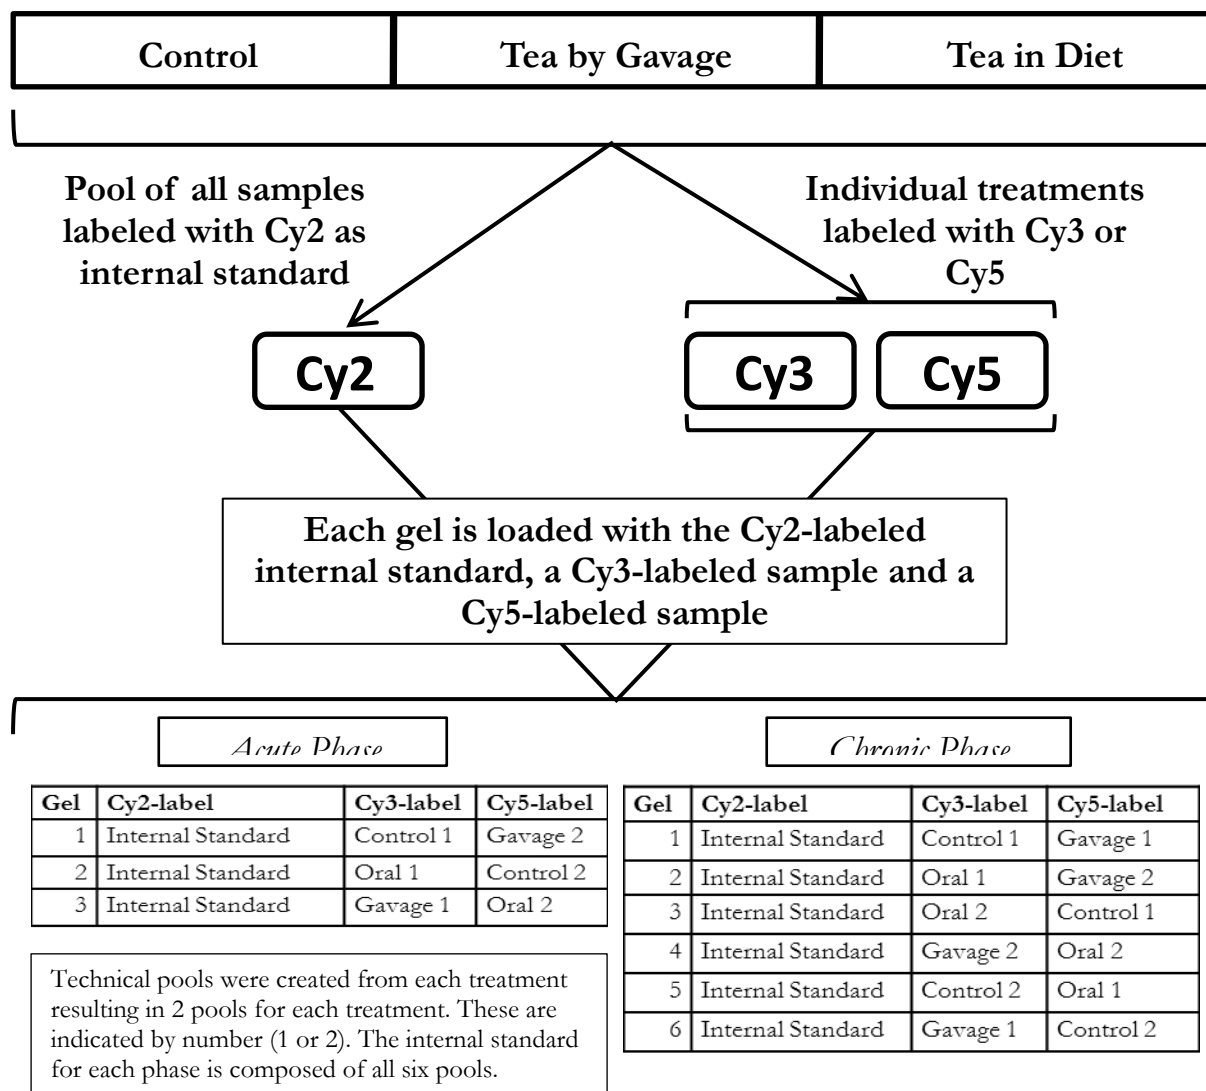 Control Tea by Gavage Tea in Diet
Pool of all samples
labeled with Cy2 as
internal standard
Individual treatments
labeled with Cy3 or
Cy5
Cy2 Cy3 Cy5
Each gel is loaded with the Cy2-labeled
internal standard, a Cy3-labeled sample and a
Cy5-labeled sample
Acute Phase
Gel Cy2-label Cy3-label Cy5-label
1 Internal Standard Control 1 Gavage 2
2 Internal Standard Oral 1 Control 2
3 Internal Standard Gavage 1 Oral 2
Technical pools were created from each treatment
resulting in 2 pools for each treatment. These are
indicated by number (1 or 2). The internal standard
for each phase is composed of all six pools.
Chronic Phase
Gel Cy2-label Cy3-label Cy5-label
1 Internal Standard Control 1 Gavage 1
2 Internal Standard Oral 1 Gavage 2
3 Internal Standard Oral 2 Control 1
4 Internal Standard Gavage 2 Oral 2
5 Internal Standard Control 2 Oral 1
6 Internal Standard Gavage 1 Control 2